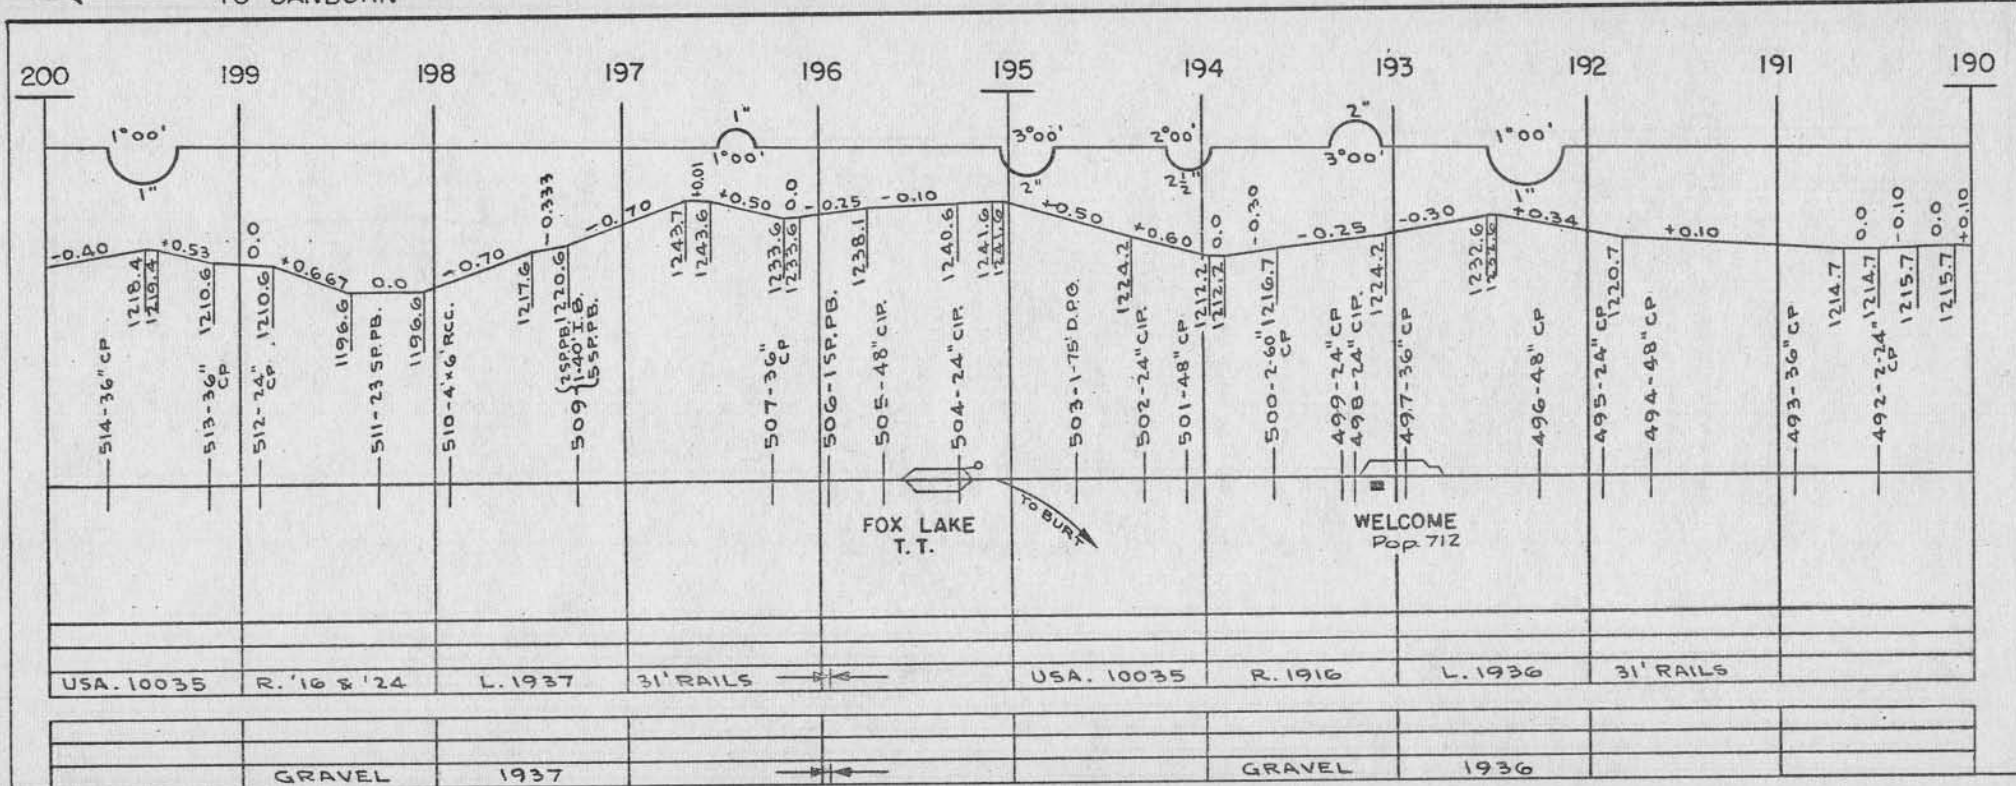 TO SANBORN
200 199 198 197 196 195 194 193 192 191 190
1°00' 1" 3°00' 2°00' 2" 1°00'
1" 1°00' 2" 2½" 3°00' 1"
-0.40 +0.53 0.0 +0.667 0.0 -0.70 -0.333 -0.70 +0.01 +0.50 0.0 -0.25 -0.10 +0.50 +0.60 0.0 -0.30 -0.25 -0.30 +0.34 +0.10 0.0 -0.10 0.0 +0.10
1218.4 1219.4 1210.6 1210.6 1196.6 1196.6 1217.6 1220.6 1243.7 1243.6 1233.6 1233.6 1238.1 1240.6 1241.6 1241.6 1224.2 1212.2 1212.2 1216.7 1224.2 1232.6 1232.6 1220.7 1214.7 1214.7 1215.7 1215.7
514-36" CP
513-36" CP
512-24" CP
511-23 SP.PB.
510-4'×6' RCC.
509 {2 SP.PB. 1-40' I.B. 5 SP.PB.
507-36" CP
506-1 SP.PB.
505-48" CIP.
504-24" CIP.
503-1-75' D.P.G.
502-24" CIP.
501-48" CP
500-2-60" CP
499-24" CP
498-24" CIP.
497-36" CP
496-48" CP
495-24" CP
494-48" CP
493-36" CP
492-2-24" CP
FOX LAKE
T.T.
TO BURT
WELCOME
Pop. 712
USA. 10035 R. '16 & '24 L. 1937 31' RAILS USA. 10035 R. 1916 L. 1936 31' RAILS
GRAVEL 1937 GRAVEL 1936